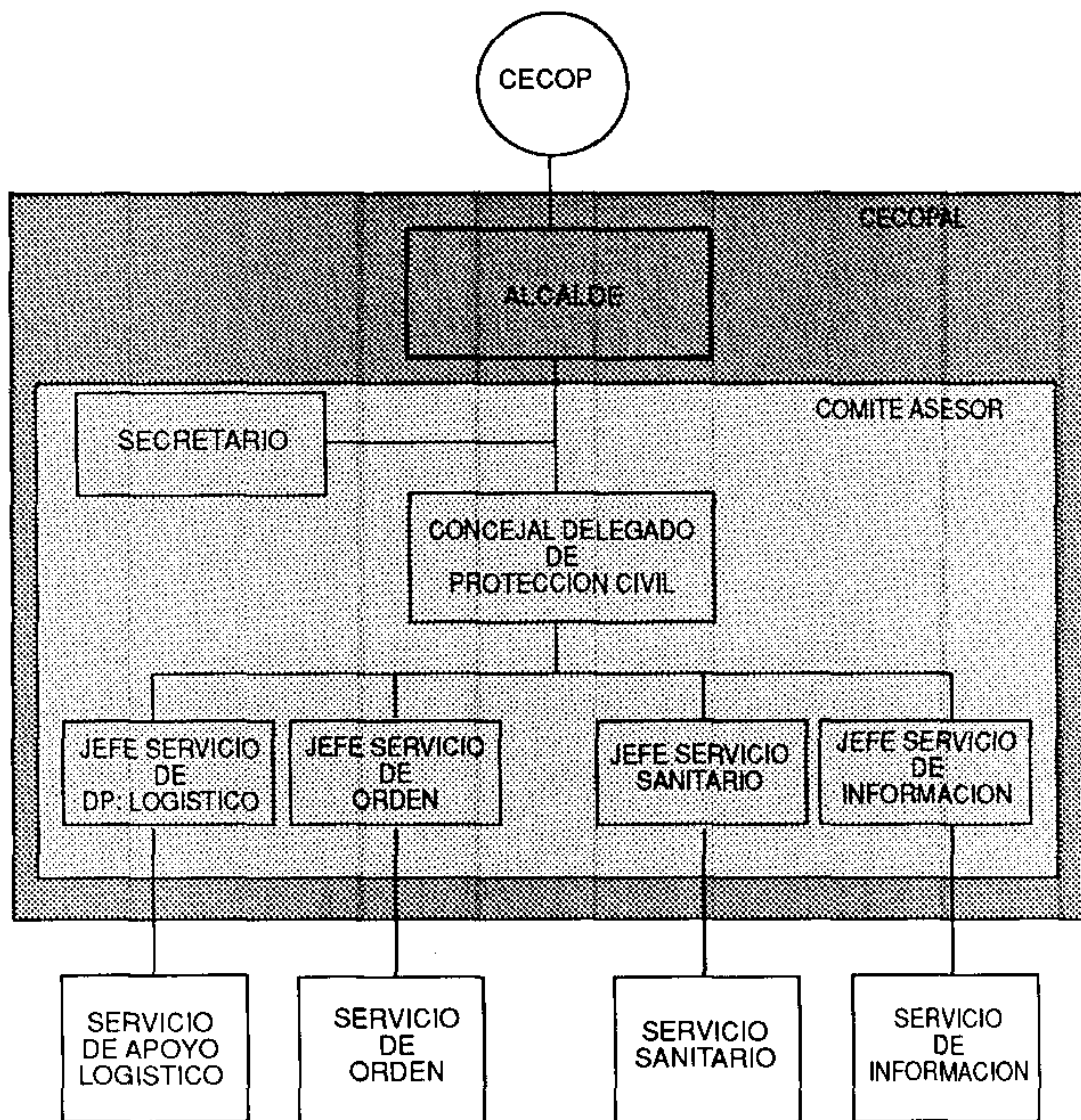 CECOP
CECOPAL
ALCALDE
COMITE ASESOR
SECRETARIO
CONCEJAL DELEGADO
DE
PROTECCION CIVIL
JEFE SERVICIO
DE
DP: LOGISTICO
JEFE SERVICIO
DE
ORDEN
JEFE SERVICIO
SANITARIO
JEFE SERVICIO
DE
INFORMACION
SERVICIO
DE APOYO
LOGISTICO
SERVICIO
DE
ORDEN
SERVICIO
SANITARIO
SERVICIO
DE
INFORMACION